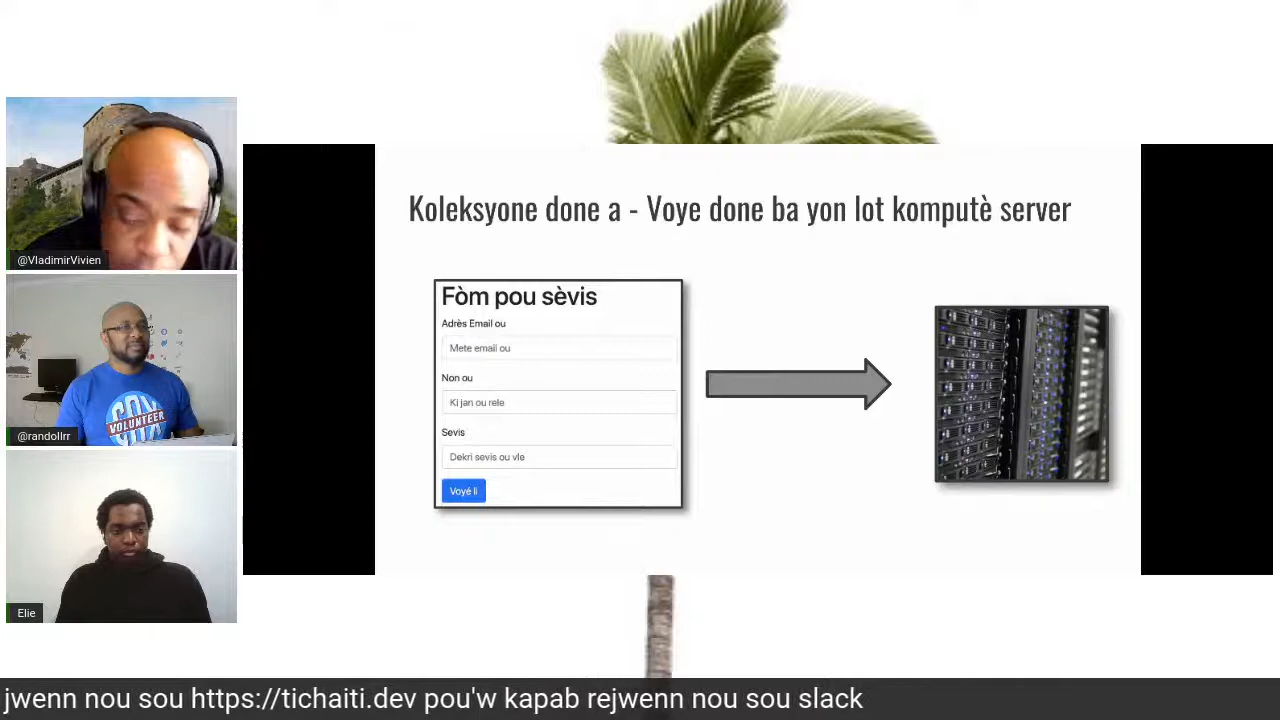 Koleksyone done a - Voye done ba yon lot komputè server
Fòm pou sèvis
Adrès Email ou
Mete email ou
Non ou
Ki jan ou rele
Sevis
Dekri sevis ou vle
Voyé li
@VladimirVivien
VOLUNTEER
@randollrr
Elie
jwenn nou sou https://tichaiti.dev pou'w kapab rejwenn nou sou slack